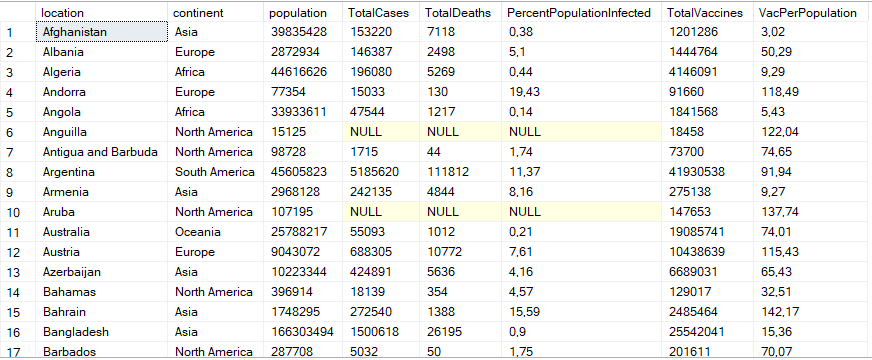 location continent population TotalCases TotalDeaths PercentPopulationInfected TotalVaccines VacPerPopulation
1 Afghanistan Asia 39835428 153220 7118 0,38 1201286 3,02
2 Albania Europe 2872934 146387 2498 5,1 1444764 50,29
3 Algeria Africa 44616626 196080 5269 0,44 4146091 9,29
4 Andorra Europe 77354 15033 130 19,43 91660 118,49
5 Angola Africa 33933611 47544 1217 0,14 1841568 5,43
6 Anguilla North America 15125 NULL NULL NULL 18458 122,04
7 Antigua and Barbuda North America 98728 1715 44 1,74 73700 74,65
8 Argentina South America 45605823 5185620 111812 11,37 41930538 91,94
9 Armenia Asia 2968128 242135 4844 8,16 275138 9,27
10 Aruba North America 107195 NULL NULL NULL 147653 137,74
11 Australia Oceania 25788217 55093 1012 0,21 19085741 74,01
12 Austria Europe 9043072 688305 10772 7,61 10438639 115,43
13 Azerbaijan Asia 10223344 424891 5636 4,16 6689031 65,43
14 Bahamas North America 396914 18139 354 4,57 129017 32,51
15 Bahrain Asia 1748295 272540 1388 15,59 2485464 142,17
16 Bangladesh Asia 166303494 1500618 26195 0,9 25542041 15,36
17 Barbados North America 287708 5032 50 1,75 201611 70,07